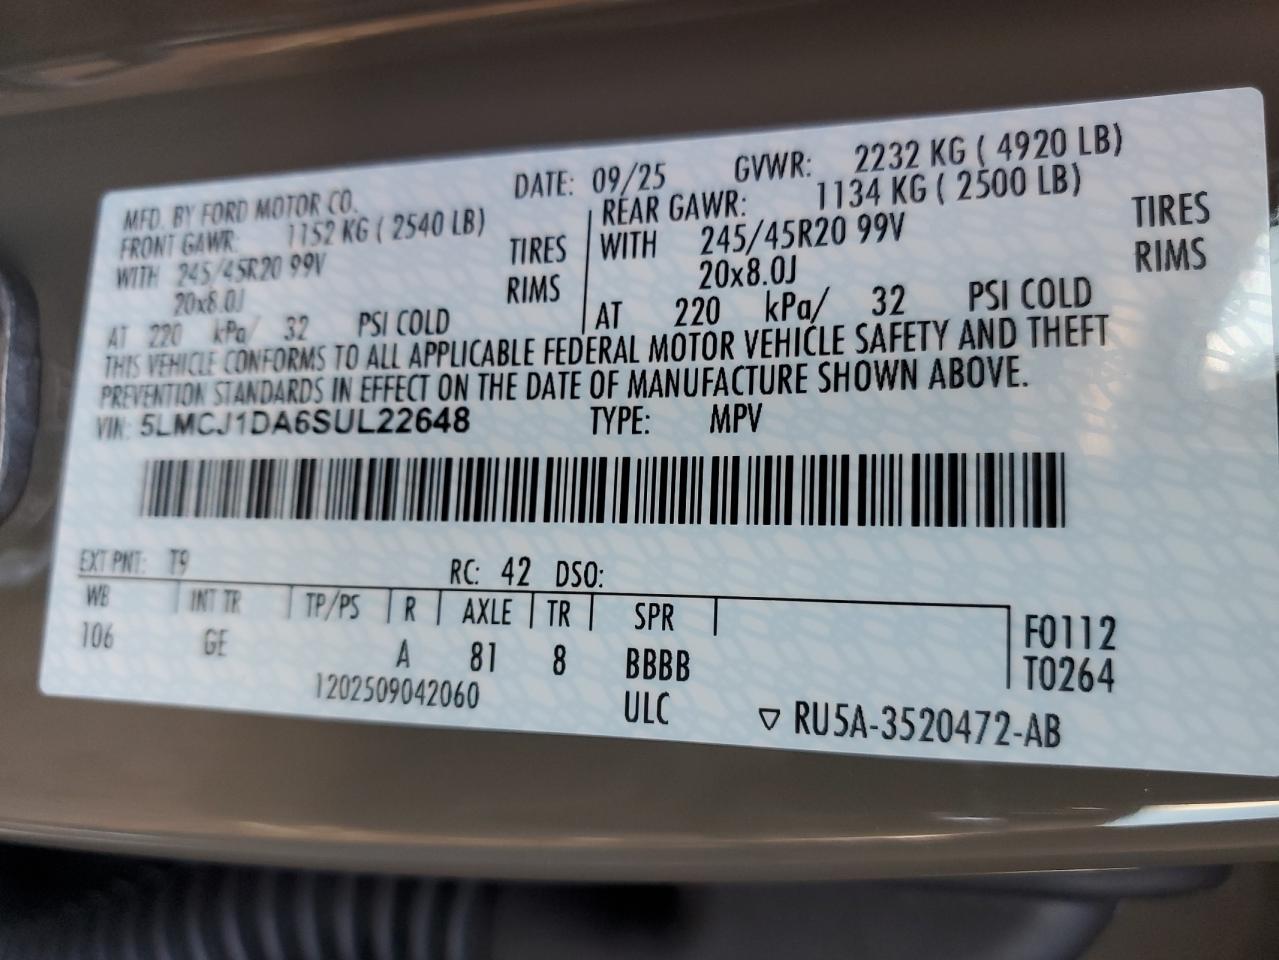 MFD. BY FORD MOTOR CO. DATE: 09/25 GVWR: 2232 KG ( 4920 LB)
FRONT GAWR: 1152 KG ( 2540 LB) REAR GAWR: 1134 KG ( 2500 LB)
WITH 245/45R20 99V TIRES WITH 245/45R20 99V TIRES
20x8.0J RIMS 20x8.0J RIMS
AT 220 kPa/ 32 PSI COLD AT 220 kPa/ 32 PSI COLD
THIS VEHICLE CONFORMS TO ALL APPLICABLE FEDERAL MOTOR VEHICLE SAFETY AND THEFT
PREVENTION STANDARDS IN EFFECT ON THE DATE OF MANUFACTURE SHOWN ABOVE.
VIN: 5LMCJ1DA6SUL22648 TYPE: MPV
EXT PNT: T9 RC: 42 DSO:
WB INT TR TP/PS R AXLE TR SPR F0112
106 GE A 81 8 BBBB T0264
1202509042060 ULC ▽ RU5A-3520472-AB